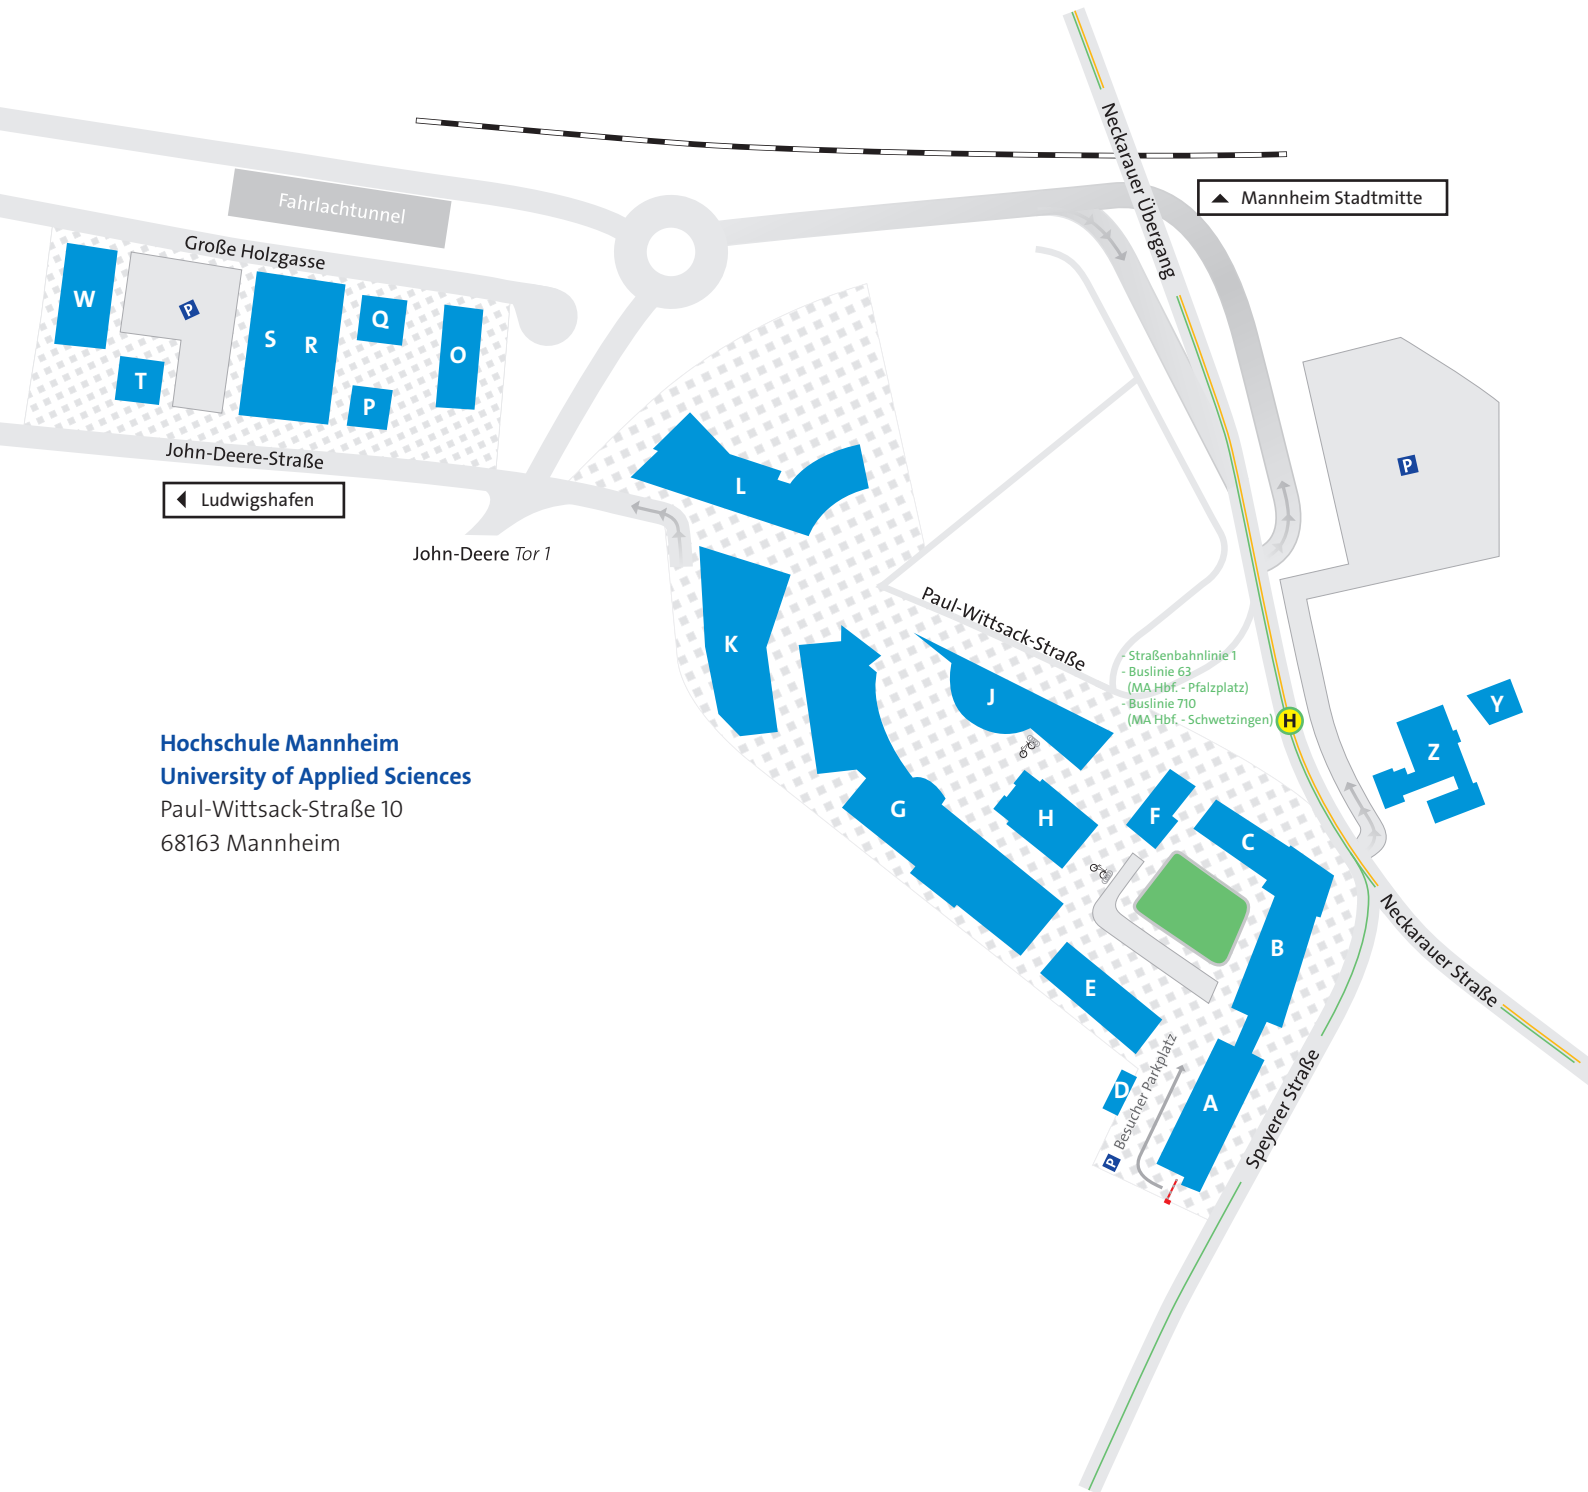 Neckarauer Übergang
Mannheim Stadtmitte
Fahrlachtunnel
Große Holzgasse
W
P
S
R
Q
O
T
P
John-Deere-Straße
Ludwigshafen
John-Deere Tor 1
P
L
K
Paul-Wittsack-Straße
- Straßenbahnlinie 1
- Buslinie 63
(MA Hbf. - Pfalzplatz)
- Buslinie 710
(MA Hbf. - Schwetzingen)
H
J
Y
Z
Hochschule Mannheim
University of Applied Sciences
Paul-Wittsack-Straße 10
68163 Mannheim
G
H
F
C
B
E
Neckarauer Straße
D
Besucher Parkplatz
P
A
Speyerer Straße